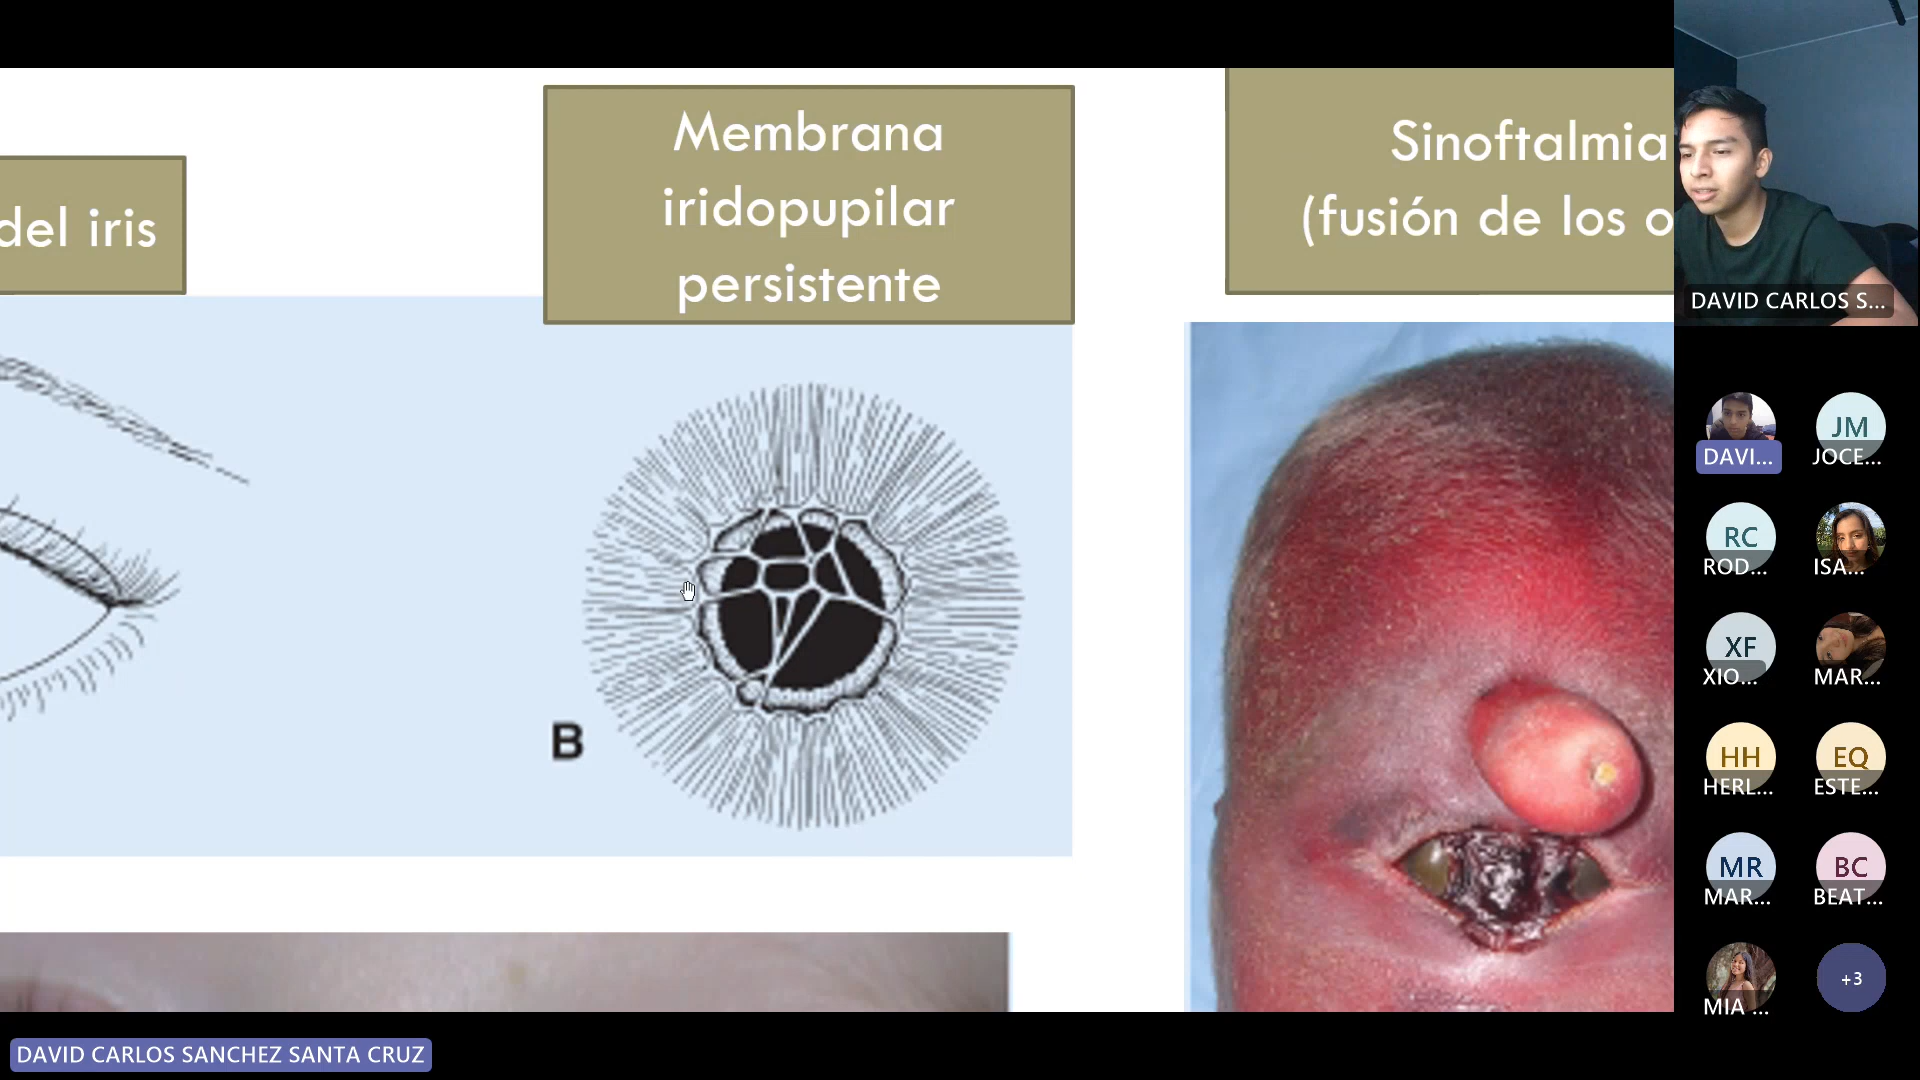 del iris
Membrana
iridopupilar
persistente
Sinoftalmia
(fusión de los o
B
DAVID CARLOS S...
DAVI...
JM
JOCE...
RC
ROD...
ISA...
XF
XIO...
MAR...
HH
HERL...
EQ
ESTE...
MR
MAR...
BC
BEAT...
MIA ...
+3
DAVID CARLOS SANCHEZ SANTA CRUZ